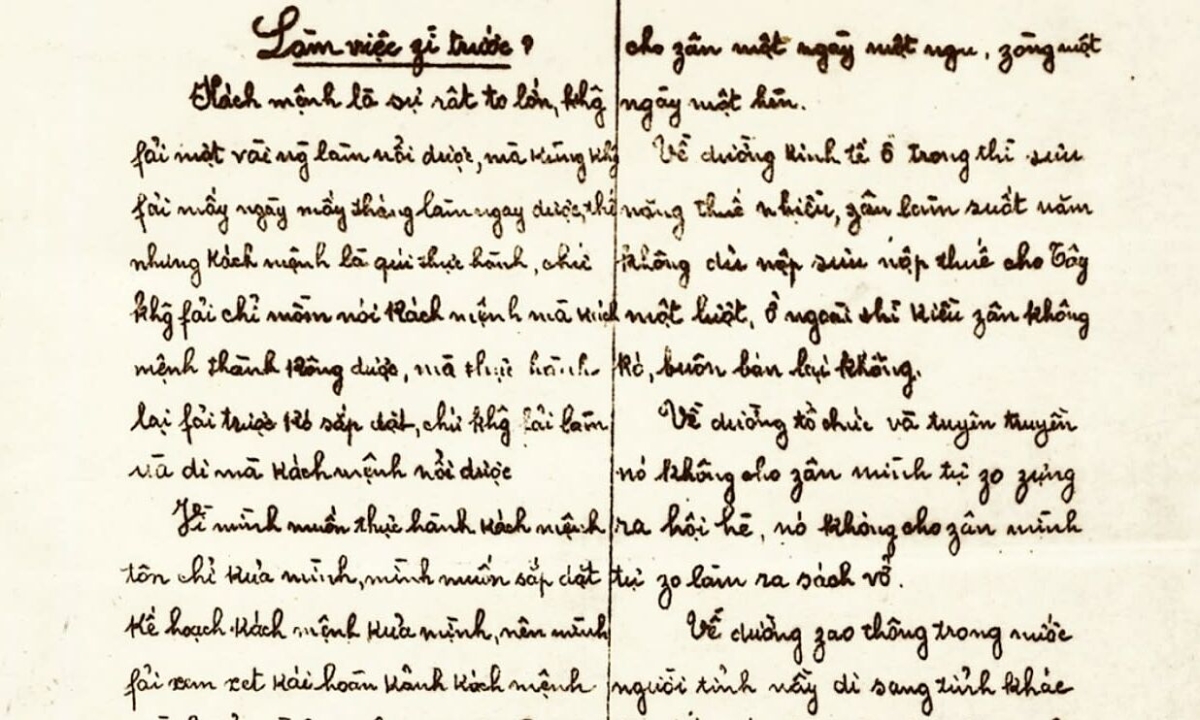 Làm việc gì trước?
Kách mệnh là sự rất to lớn, khĝ
fải một vài ng̃ làm nổi được, mà kũng khĝ
fải mấy ngày mấy tháng làm ngay được, thế
nhưng kách mệnh là qúi thực hành, chứ
khĝ fải chỉ mồm nói kách mệnh mà kách
mệnh thành kông được, mà thực hành
lại fải trước kó sắp đặt, chứ khĝ fải làm
và đi mà kách mệnh nổi được
Vì mình muốn thực hành kách mệnh
tôn chỉ kủa mình, mình muốn sắp đặt
kế hoạch kách mệnh kủa mình, nên mình
fải xem xet kái hoàn kảnh kách mệnh
cho zân một ngày một ngu, zòng một
ngày một hèn.
Về đường kinh tế ở trong thì sưu
nặng thuế nhiều, zân làm suốt năm
không đủ nộp sưu nộp thuế cho Tây
một lượt, ở ngoài thì kiều zân không
kó, buôn bán lại không.
Về đường tổ chức và tuyên truyền
nó không cho zân mình tự zo zựng
ra hội hè, nó không cho zân mình
tự zo làm ra sách vở.
Về đường zao thông trong nước
người tỉnh nầy đi sang tỉnh khác